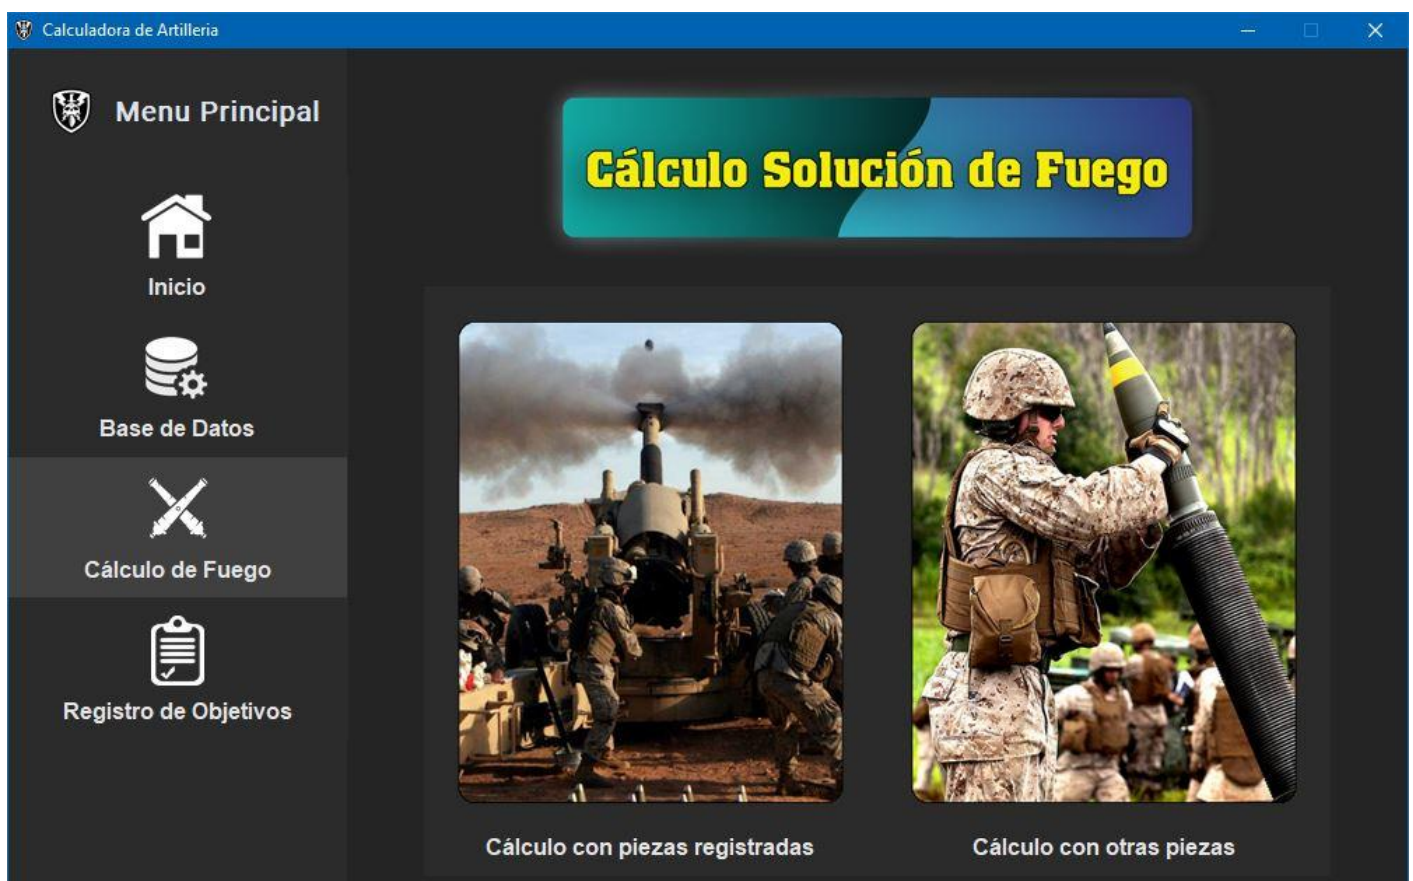 Calculadora de Artilleria
Menu Principal
Inicio
Base de Datos
Cálculo de Fuego
Registro de Objetivos
Cálculo Solución de Fuego
Cálculo con piezas registradas
Cálculo con otras piezas